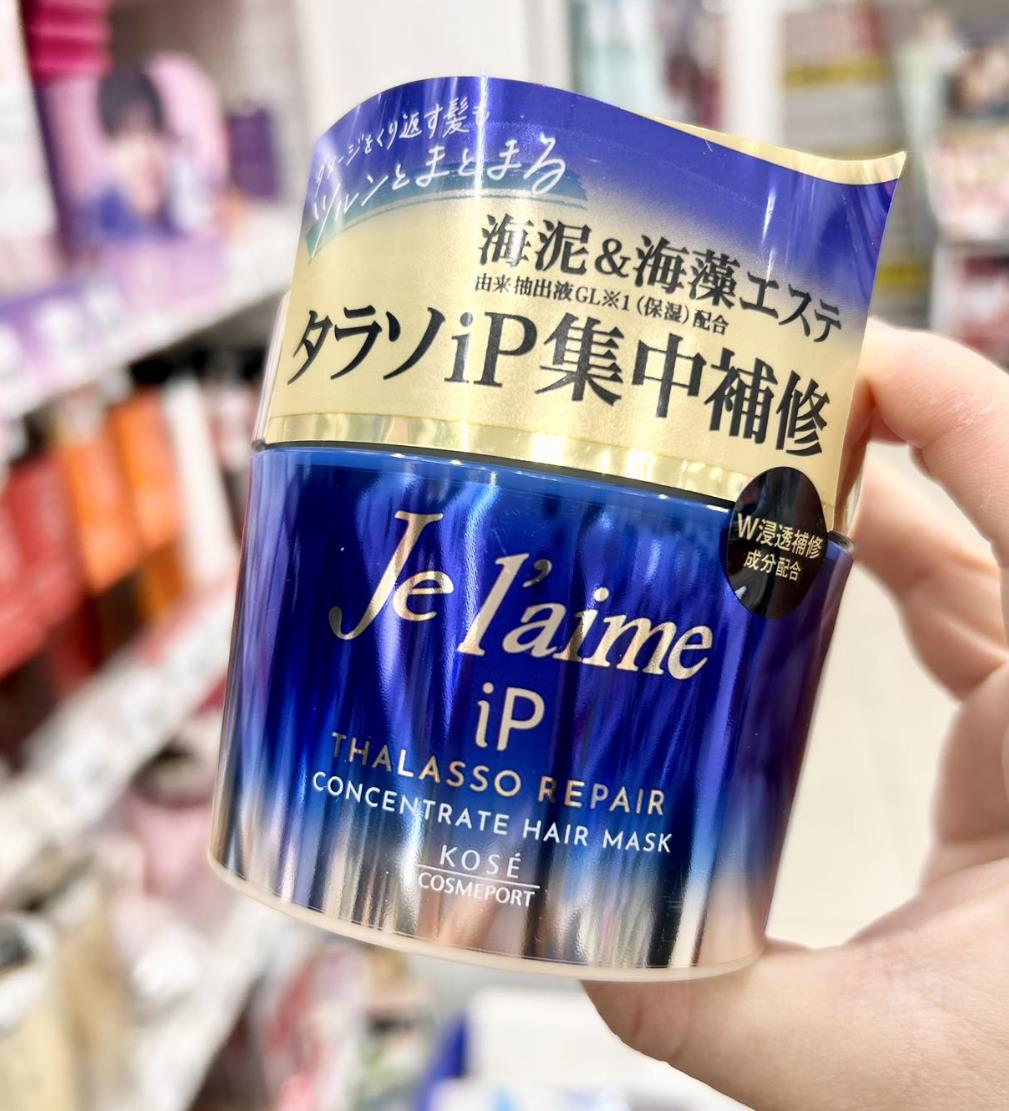 ダメージをくり返す髪も
ツルンとまとまる
海泥&海藻エステ
由来抽出液GL※1(保湿)配合
タラソiP集中補修
W浸透補修
成分配合
Je l'aime
iP
THALASSO REPAIR
CONCENTRATE HAIR MASK
KOSÉ
COSMEPORT